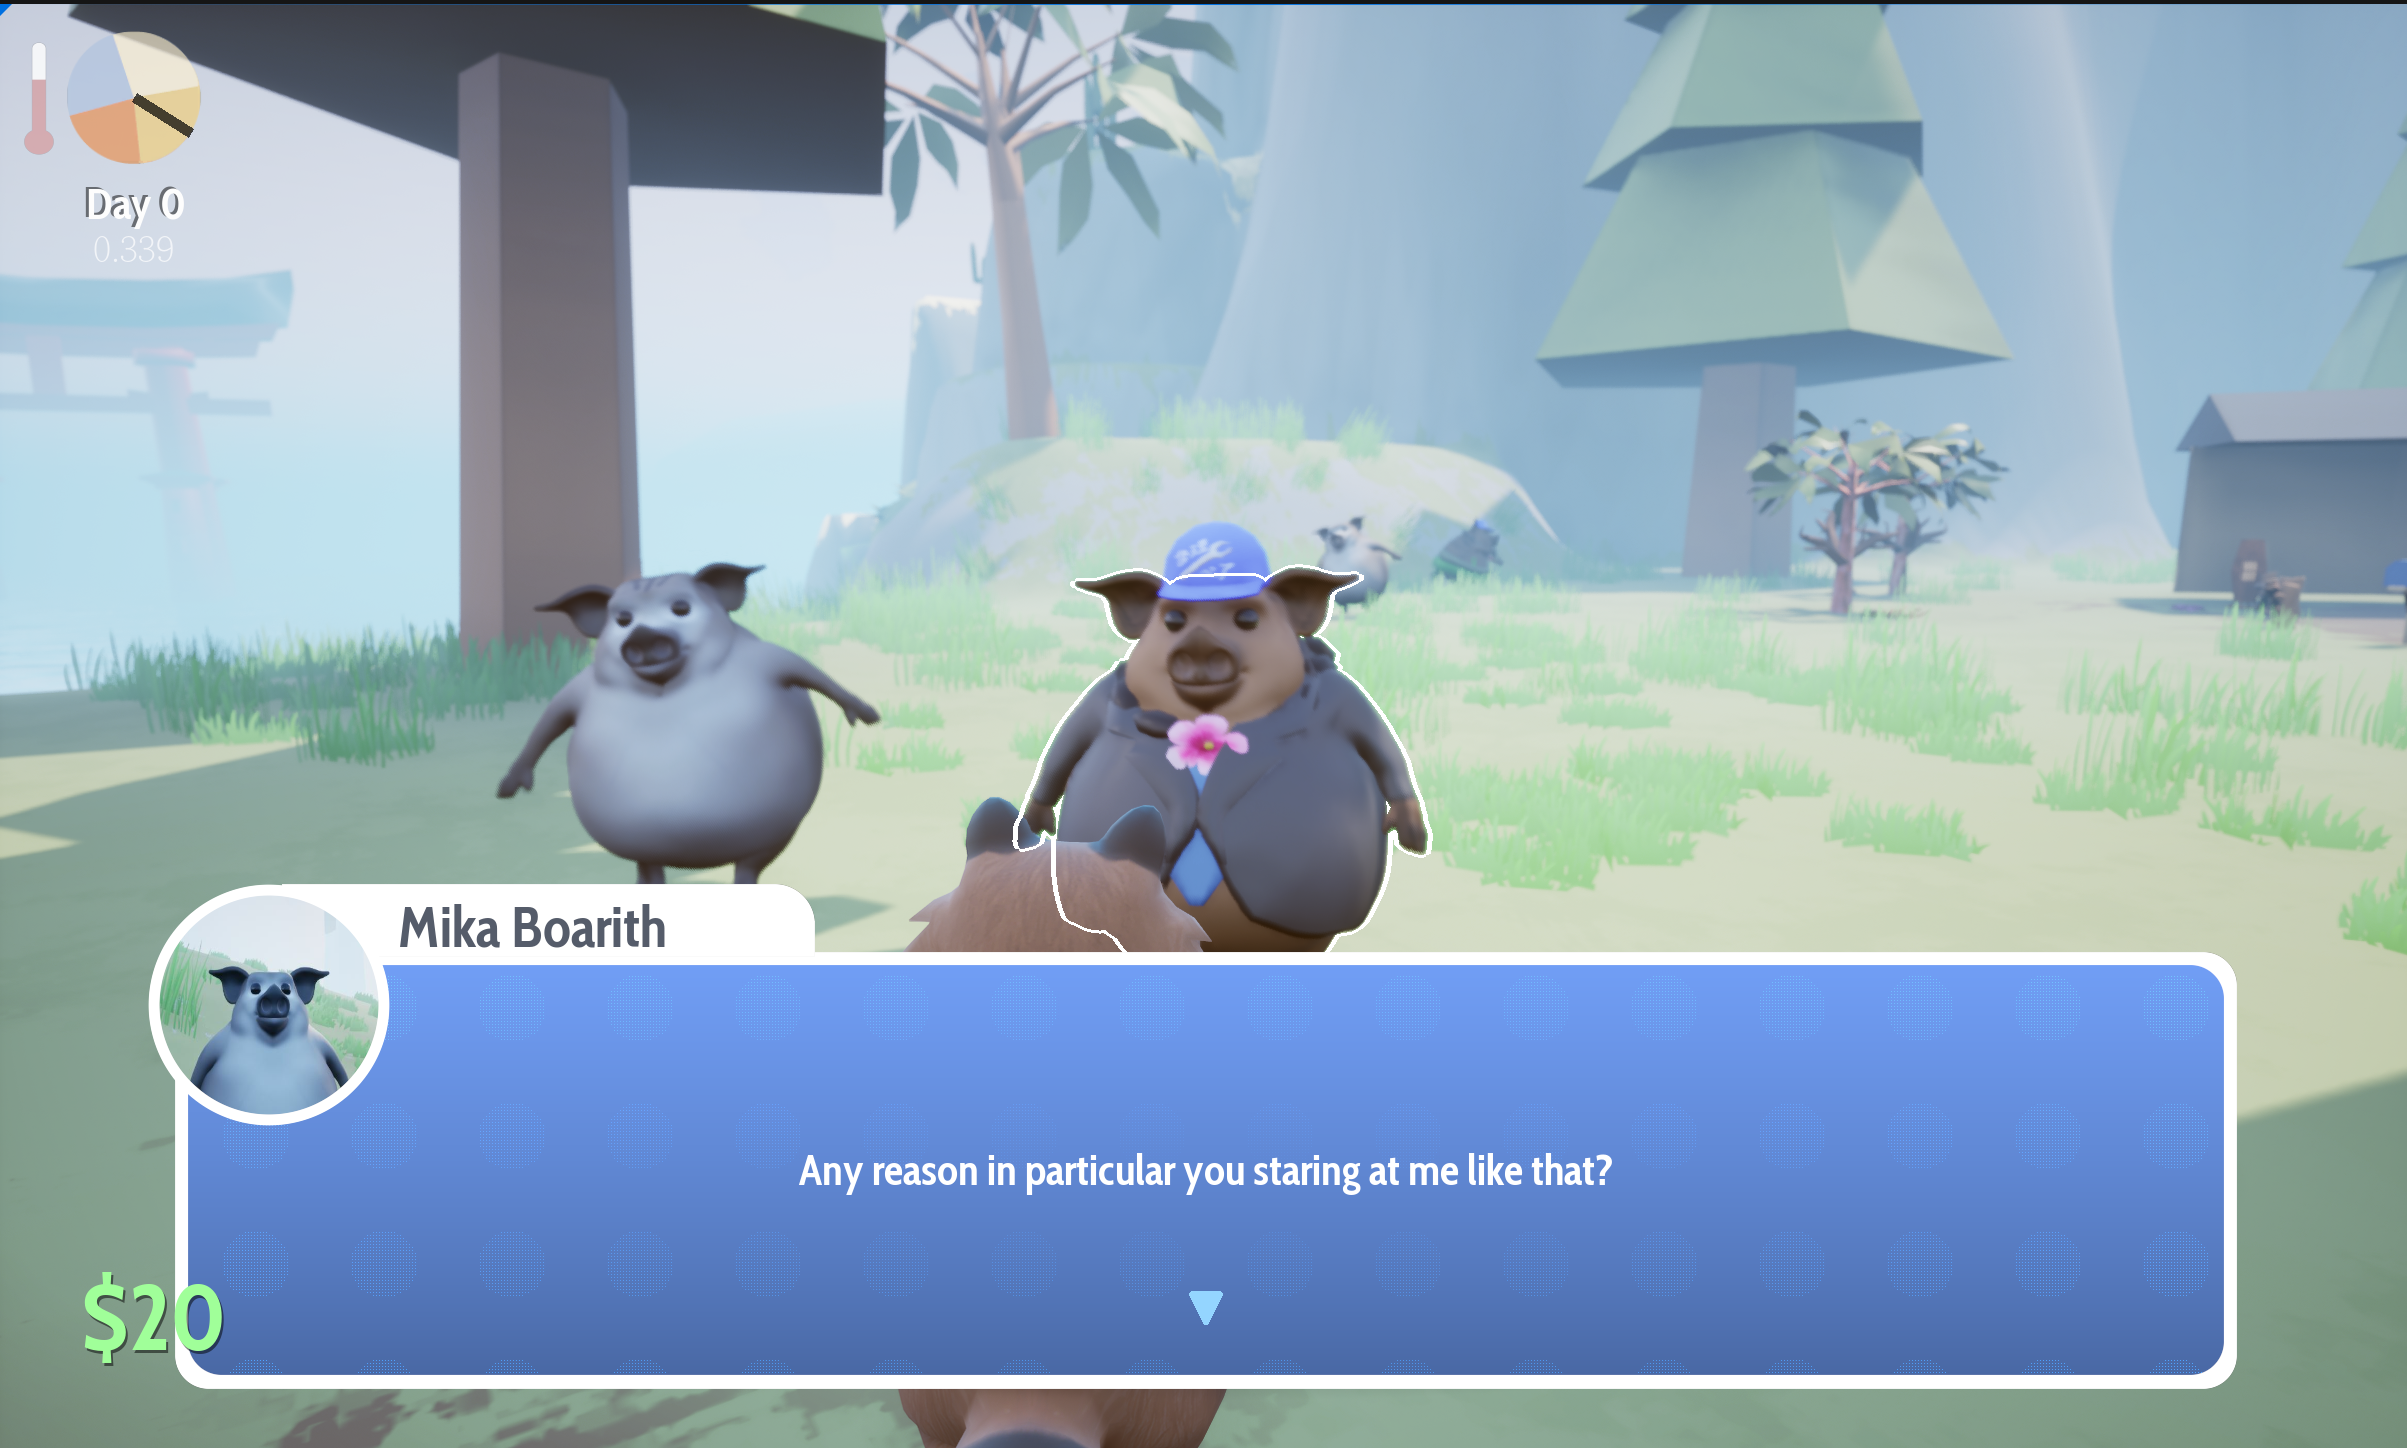 Day 0
0.339
Mika Boarith
Any reason in particular you staring at me like that?
$20